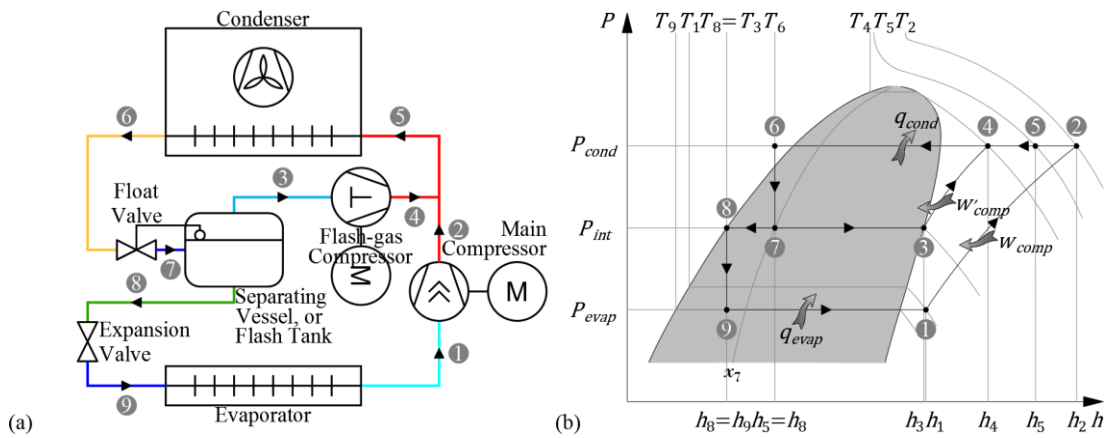 Condenser
6
5
3
Float
Valve
4
2
Main
Compressor
Flash-gas
Compressor
M
M
7
8
Separating
Vessel, or
Flash Tank
Expansion
Valve
1
9
Evaporator
(a)
P
T₉ T₁ T₈ = T₃ T₆
T₄ T₅ T₂
P_cond
6
q_cond
4
5
2
8
w'_comp
P_int
7
3
w_comp
P_evap
9
q_evap
1
x₇
(b)
h₈ = h₉ h₅ = h₈
h₃ h₁
h₄
h₅
h₂ h